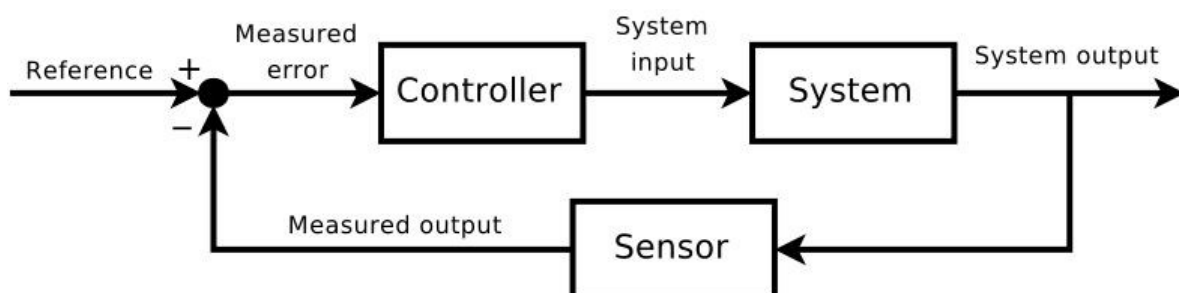 Reference
+
−
Measured
error
Controller
System
input
System
System output
Measured output
Sensor